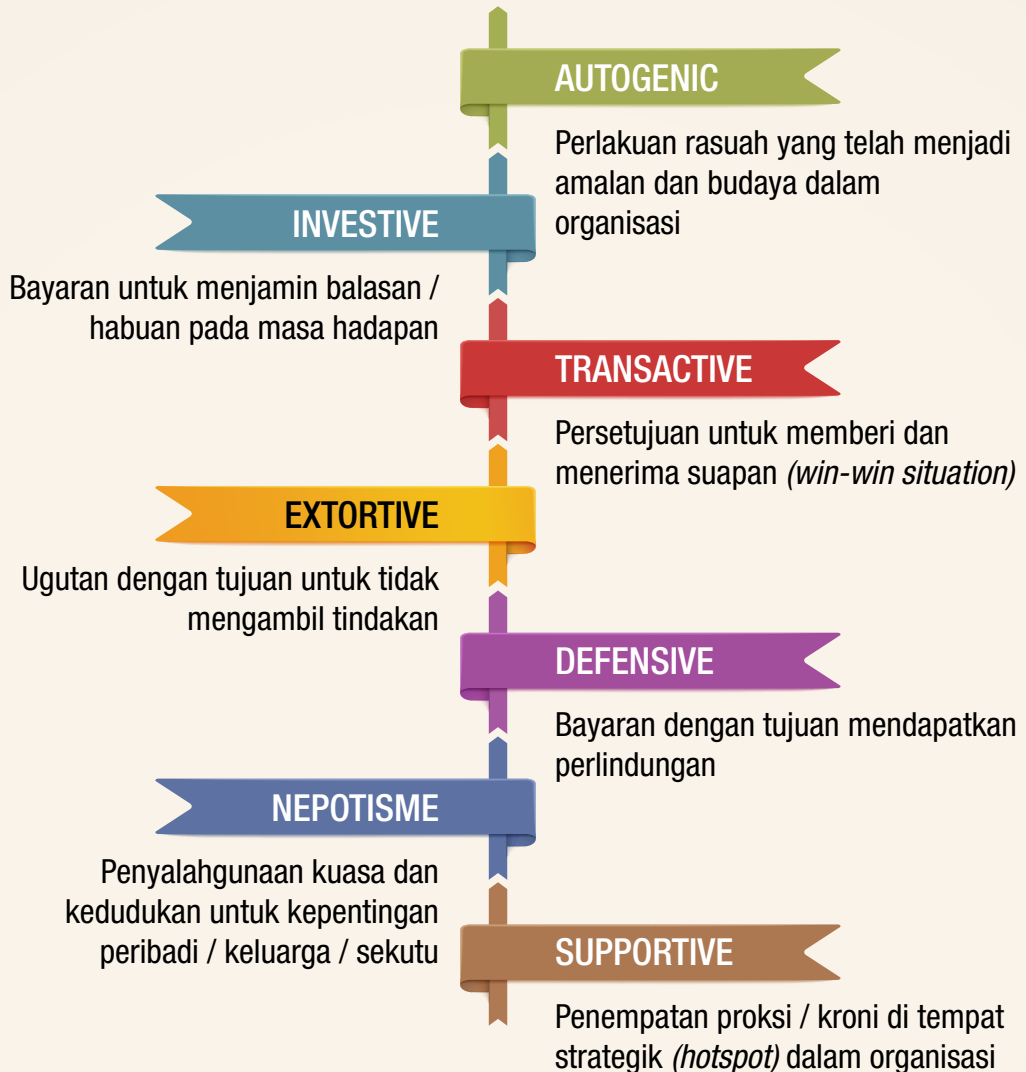 AUTOGENIC
Perlakuan rasuah yang telah menjadi
amalan dan budaya dalam
organisasi
INVESTIVE
Bayaran untuk menjamin balasan /
habuan pada masa hadapan
TRANSACTIVE
Persetujuan untuk memberi dan
menerima suapan (win-win situation)
EXTORTIVE
Ugutan dengan tujuan untuk tidak
mengambil tindakan
DEFENSIVE
Bayaran dengan tujuan mendapatkan
perlindungan
NEPOTISME
Penyalahgunaan kuasa dan
kedudukan untuk kepentingan
peribadi / keluarga / sekutu
SUPPORTIVE
Penempatan proksi / kroni di tempat
strategik (hotspot) dalam organisasi